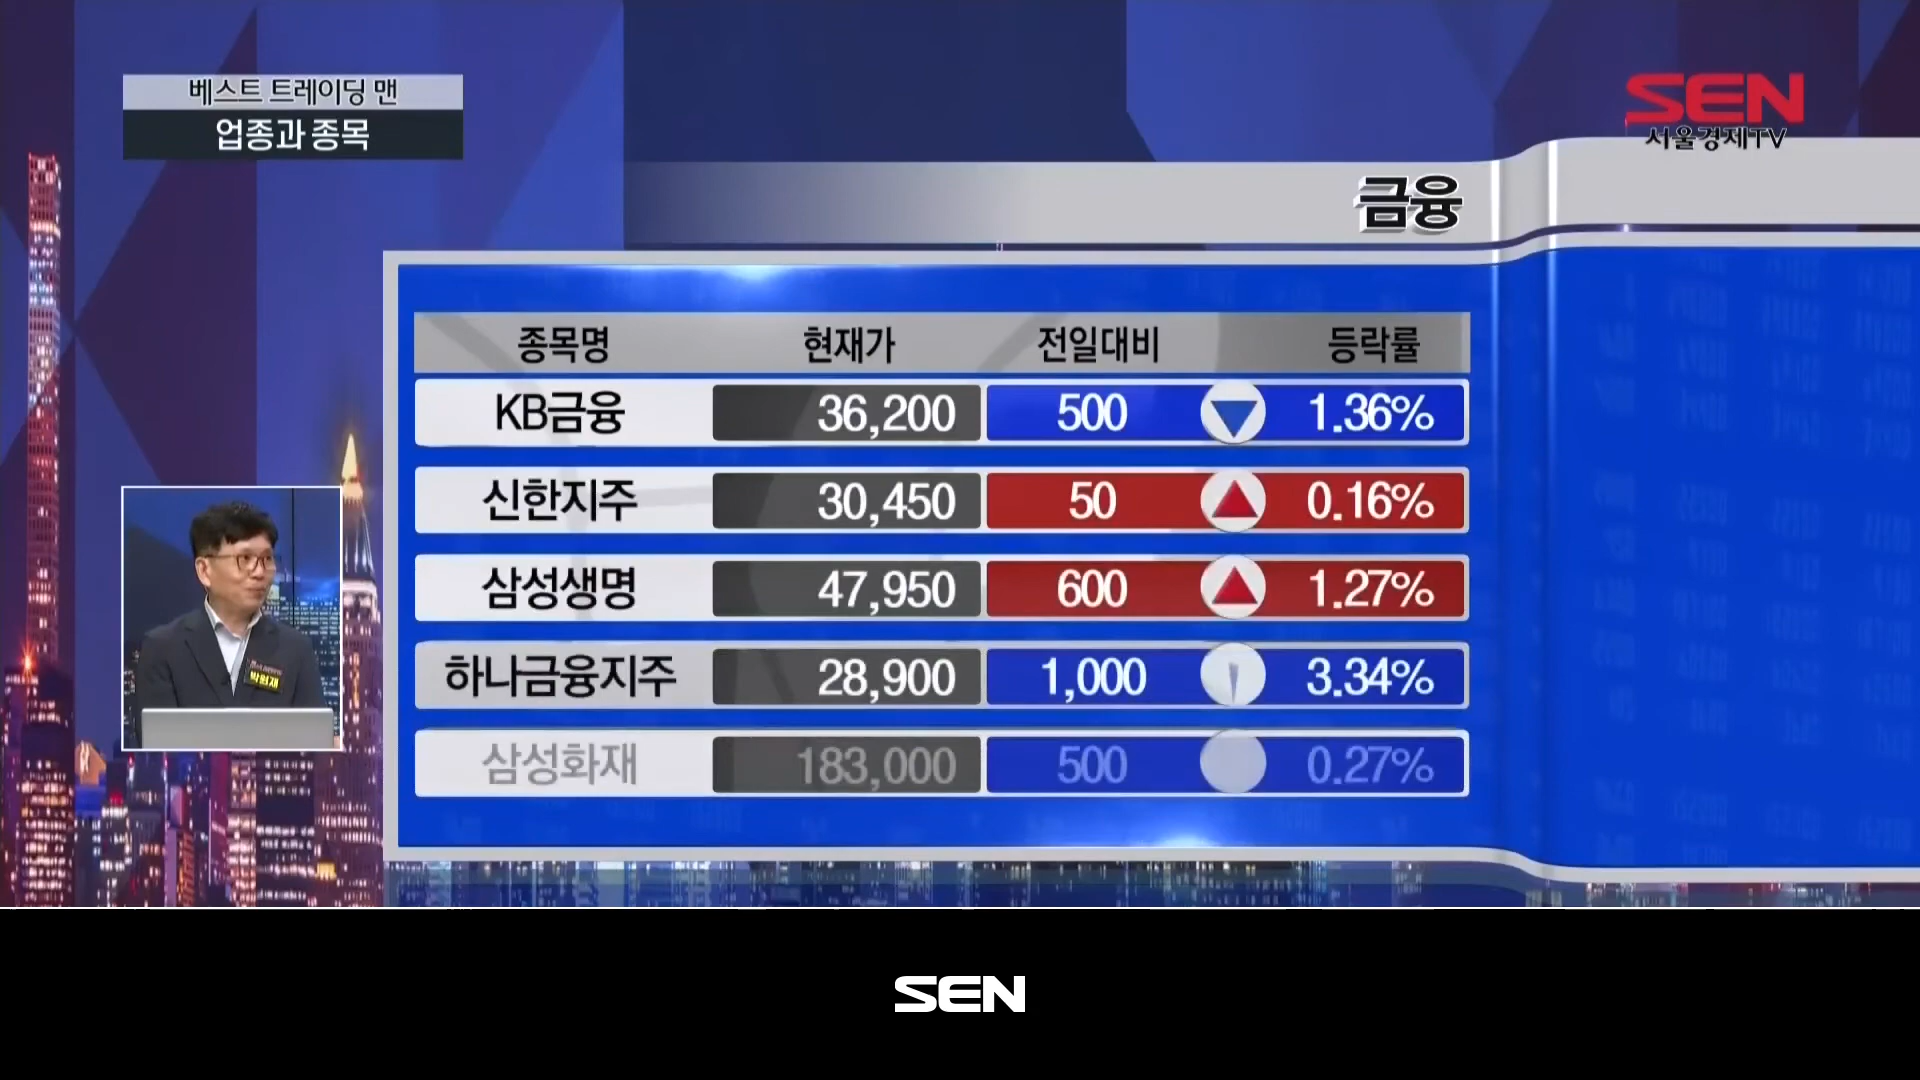 베스트 트레이딩 맨
업종과 종목
SEN
서울경제TV
금융
종목명 현재가 전일대비 등락률
KB금융 36,200 500 ▼ 1.36%
신한지주 30,450 50 ▲ 0.16%
삼성생명 47,950 600 ▲ 1.27%
하나금융지주 28,900 1,000 3.34%
삼성화재 183,000 500 0.27%
박원재
SEN